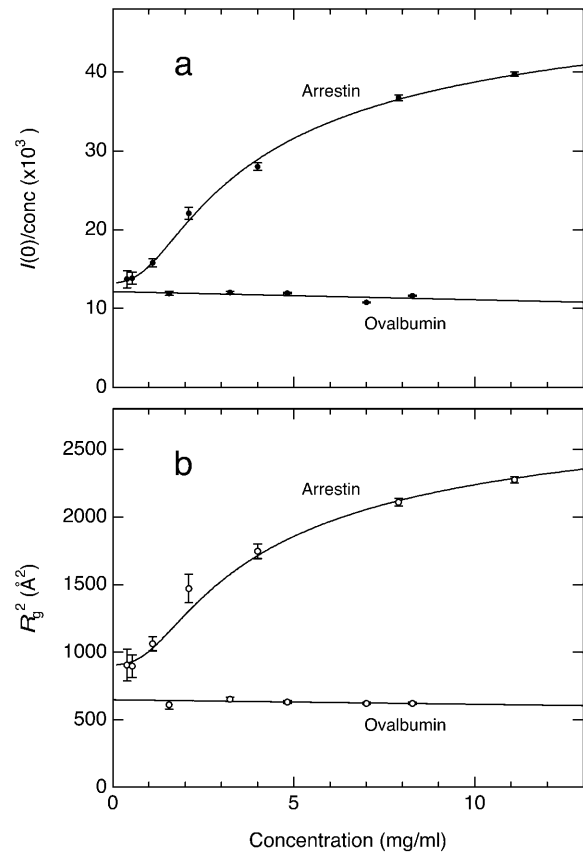 a
Arrestin
Ovalbumin
I(0)/conc (x10³)
40
30
20
10
0
b
Arrestin
Ovalbumin
Rg² (Å²)
2500
2000
1500
1000
500
0
0 5 10
Concentration (mg/ml)